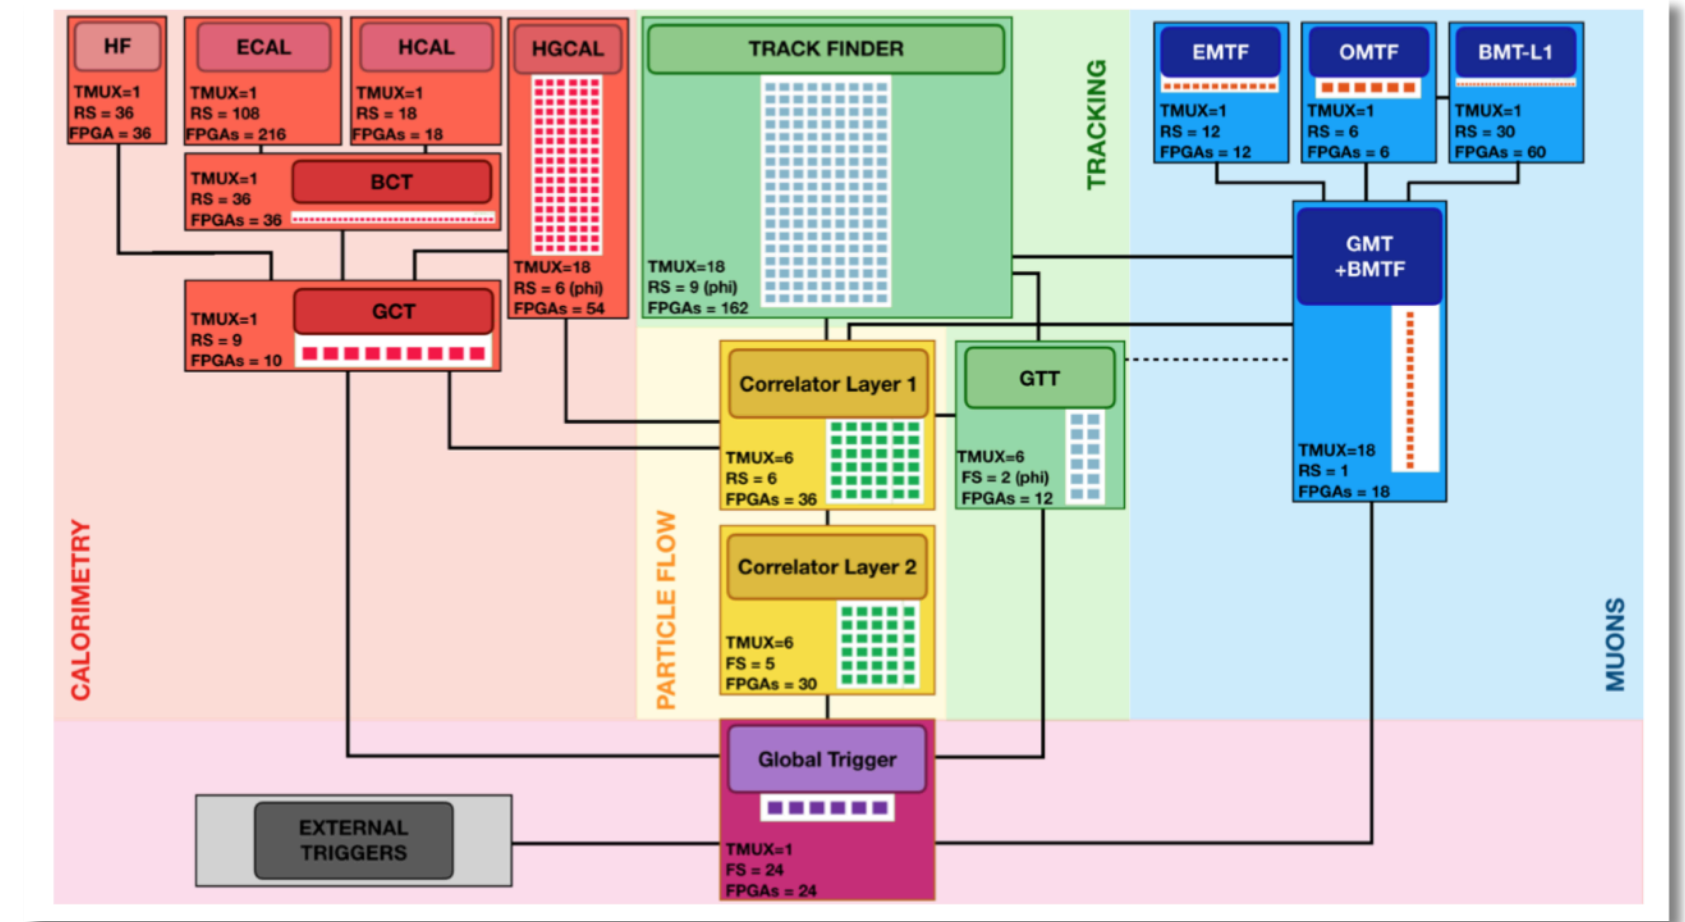 HF
TMUX=1
RS = 36
FPGA = 36
ECAL
TMUX=1
RS = 108
FPGAs = 216
HCAL
TMUX=1
RS = 18
FPGAs = 18
HGCAL
TMUX=18
RS = 6 (phi)
FPGAs = 54
BCT
TMUX=1
RS = 36
FPGAs = 36
GCT
TMUX=1
RS = 9
FPGAs = 10
CALORIMETRY
TRACK FINDER
TMUX=18
RS = 9 (phi)
FPGAs = 162
TRACKING
Correlator Layer 1
TMUX=6
RS = 6
FPGAs = 36
GTT
TMUX=6
FS = 2 (phi)
FPGAs = 12
Correlator Layer 2
TMUX=6
FS = 5
FPGAs = 30
PARTICLE FLOW
EMTF
TMUX=1
RS = 12
FPGAs = 12
OMTF
TMUX=1
RS = 6
FPGAs = 6
BMT-L1
TMUX=1
RS = 30
FPGAs = 60
GMT
+BMTF
TMUX=18
RS = 1
FPGAs = 18
MUONS
Global Trigger
TMUX=1
FS = 24
FPGAs = 24
EXTERNAL
TRIGGERS